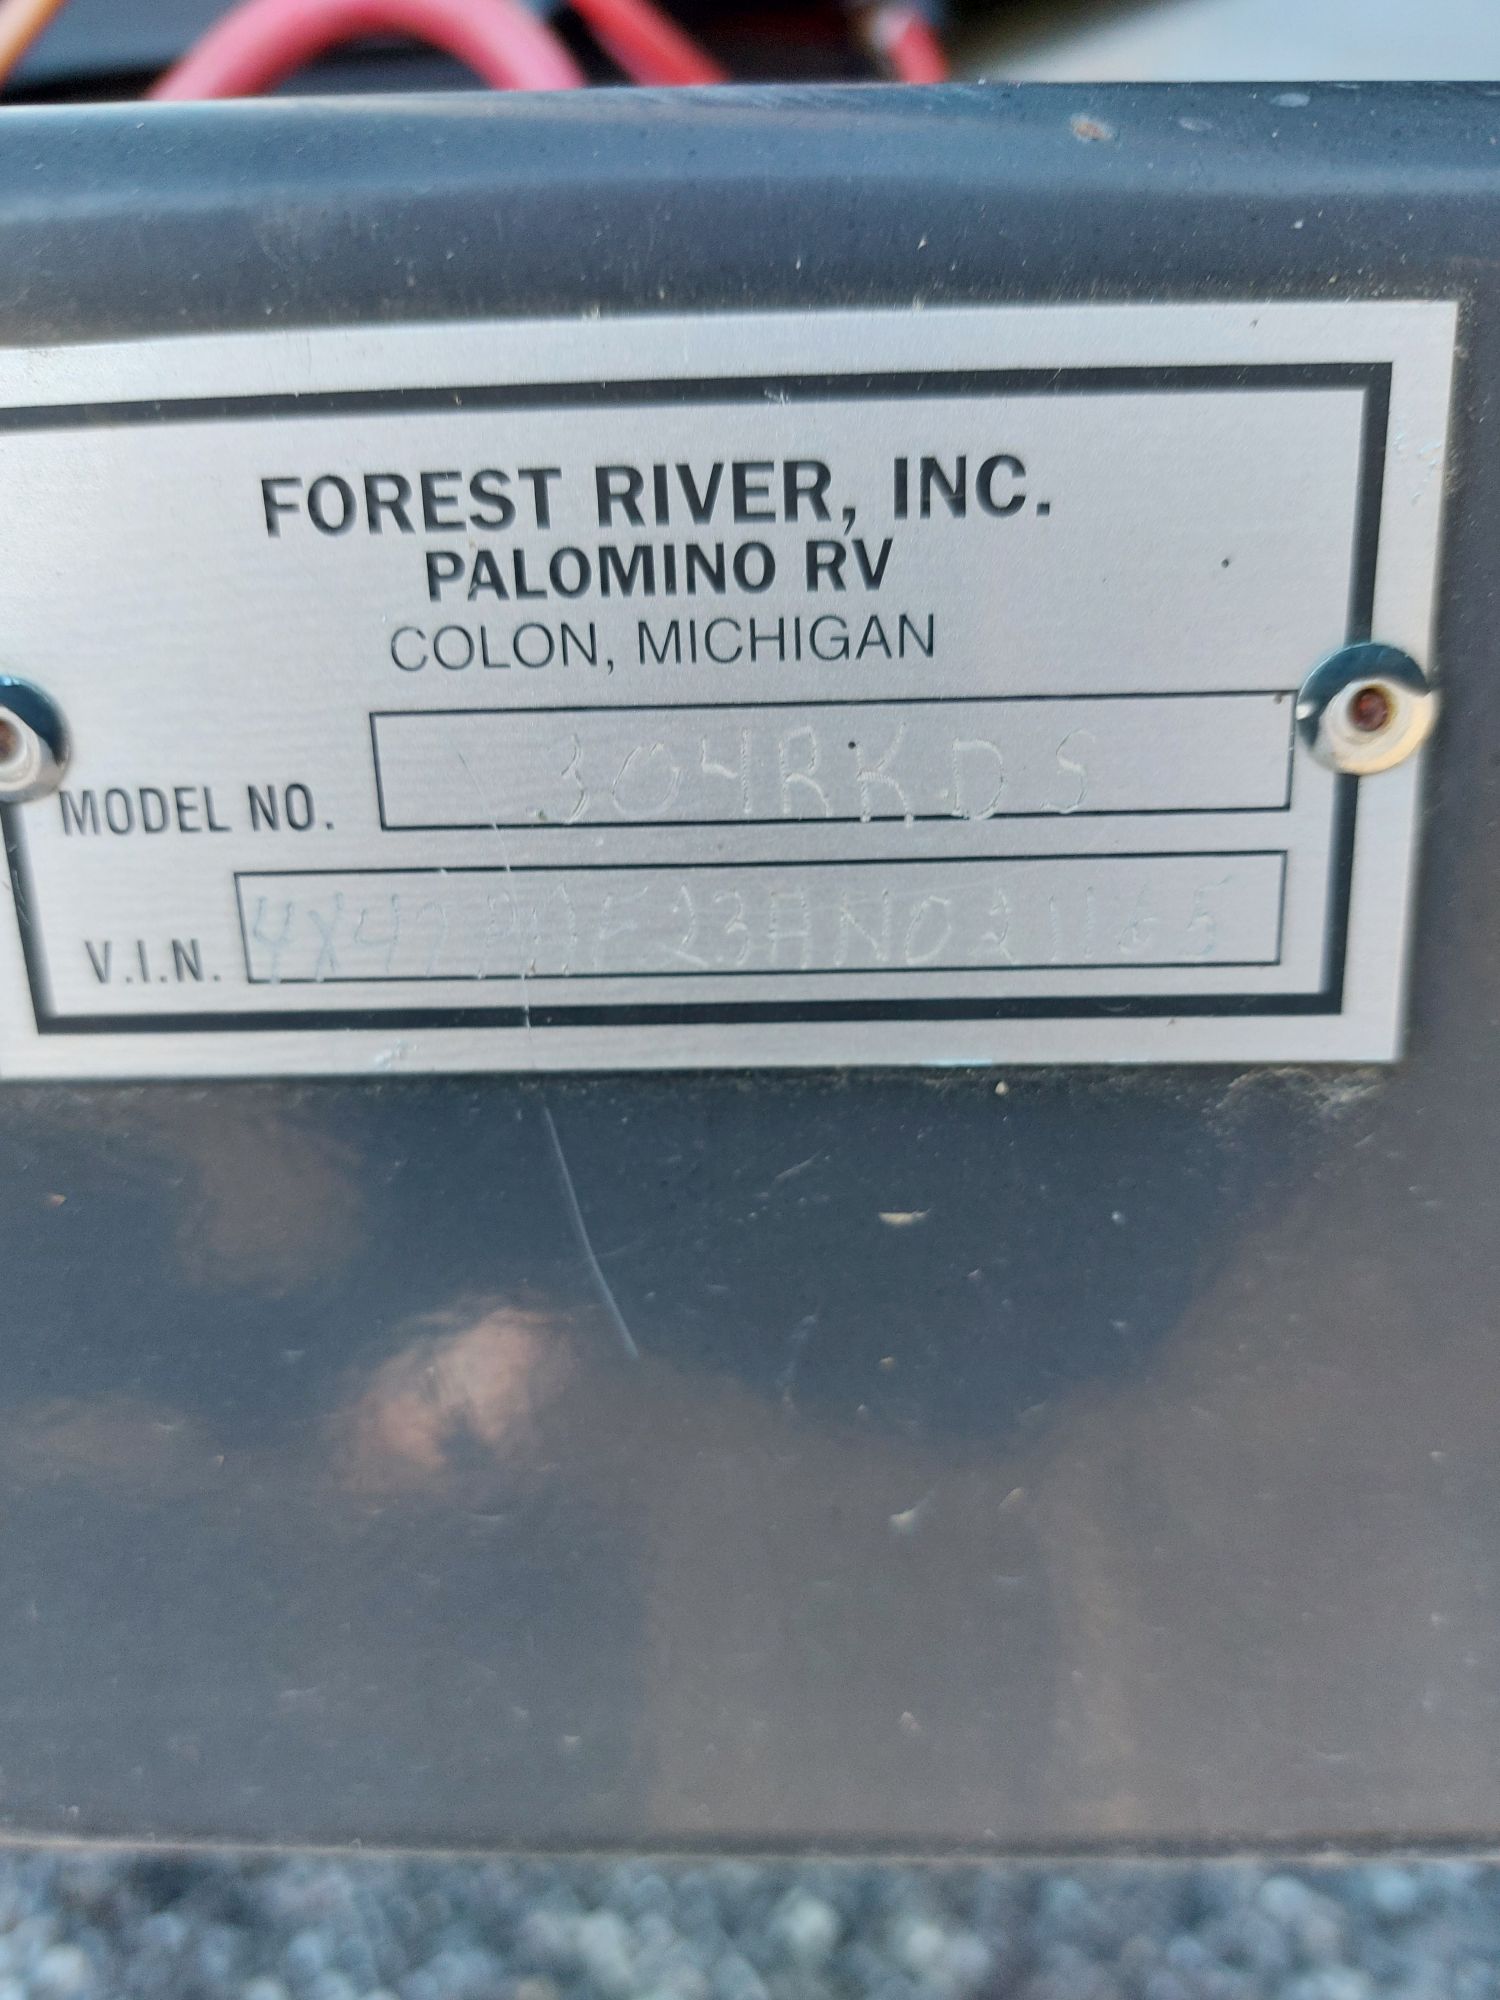 FOREST RIVER, INC.
PALOMINO RV
COLON, MICHIGAN
MODEL NO. 304RKDS
V.I.N.